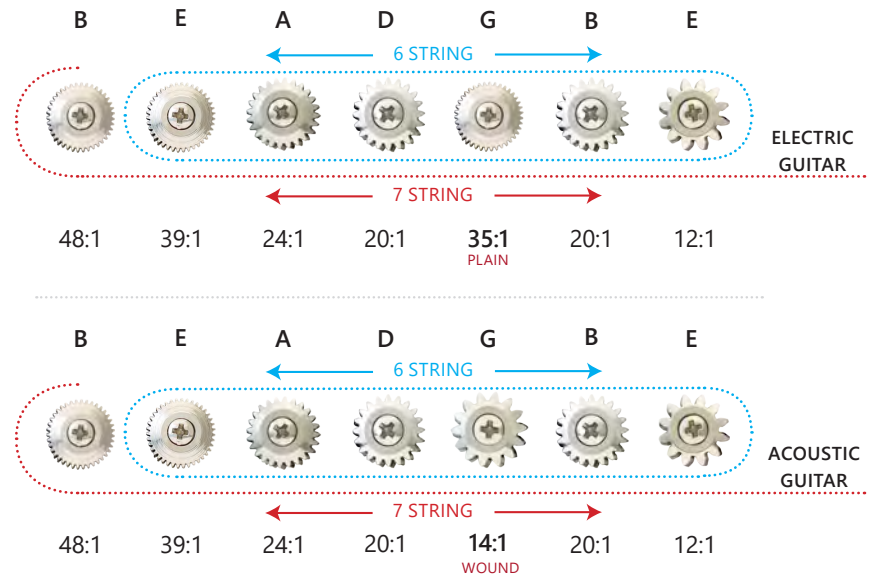 B E A D G B E
6 STRING
ELECTRIC
GUITAR
7 STRING
48:1 39:1 24:1 20:1 35:1 20:1 12:1
PLAIN
B E A D G B E
6 STRING
ACOUSTIC
GUITAR
7 STRING
48:1 39:1 24:1 20:1 14:1 20:1 12:1
WOUND